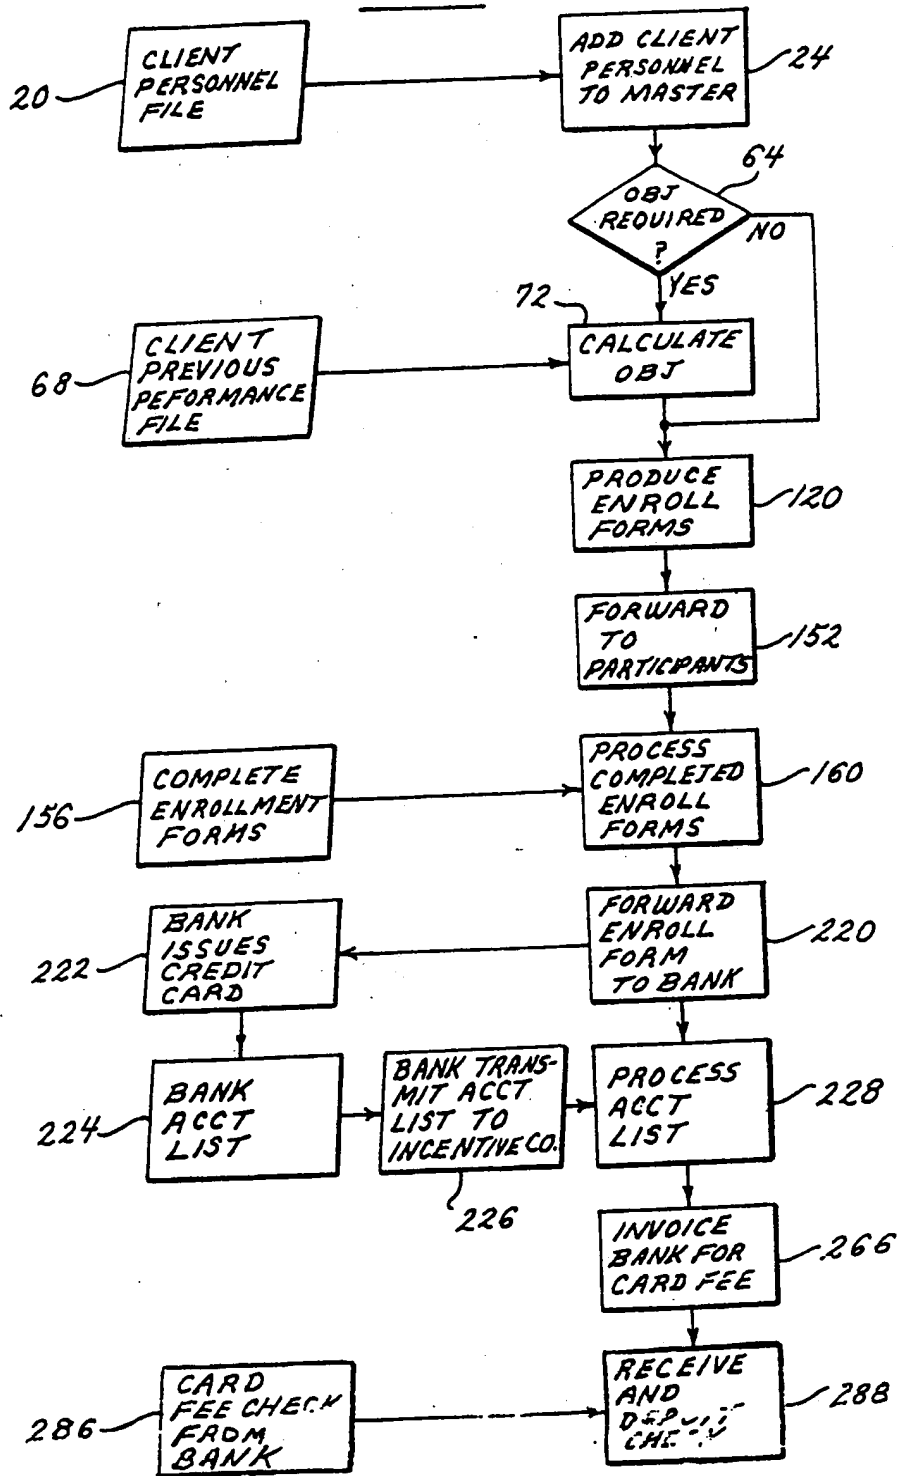 CLIENT
PERSONNEL
FILE
20
ADD CLIENT
PERSONNEL
TO MASTER
24
OBJ
REQUIRED
?
64
NO
YES
72
CALCULATE
OBJ
CLIENT
PREVIOUS
PEFORMANCE
FILE
68
PRODUCE
ENROLL
FORMS
120
FORWARD
TO
PARTICIPANTS
152
COMPLETE
ENROLLMENT
FORMS
156
PROCESS
COMPLETED
ENROLL
FORMS
160
FORWARD
ENROLL
FORM
TO BANK
220
BANK
ISSUES
CREDIT
CARD
222
BANK
ACCT
LIST
224
BANK TRANS-
MIT ACCT
LIST TO
INCENTIVE CO.
226
PROCESS
ACCT
LIST
228
INVOICE
BANK FOR
CARD FEE
266
CARD
FEE CHECK
FROM
BANK
286
RECEIVE
AND
DEPOSIT
CHECK
288